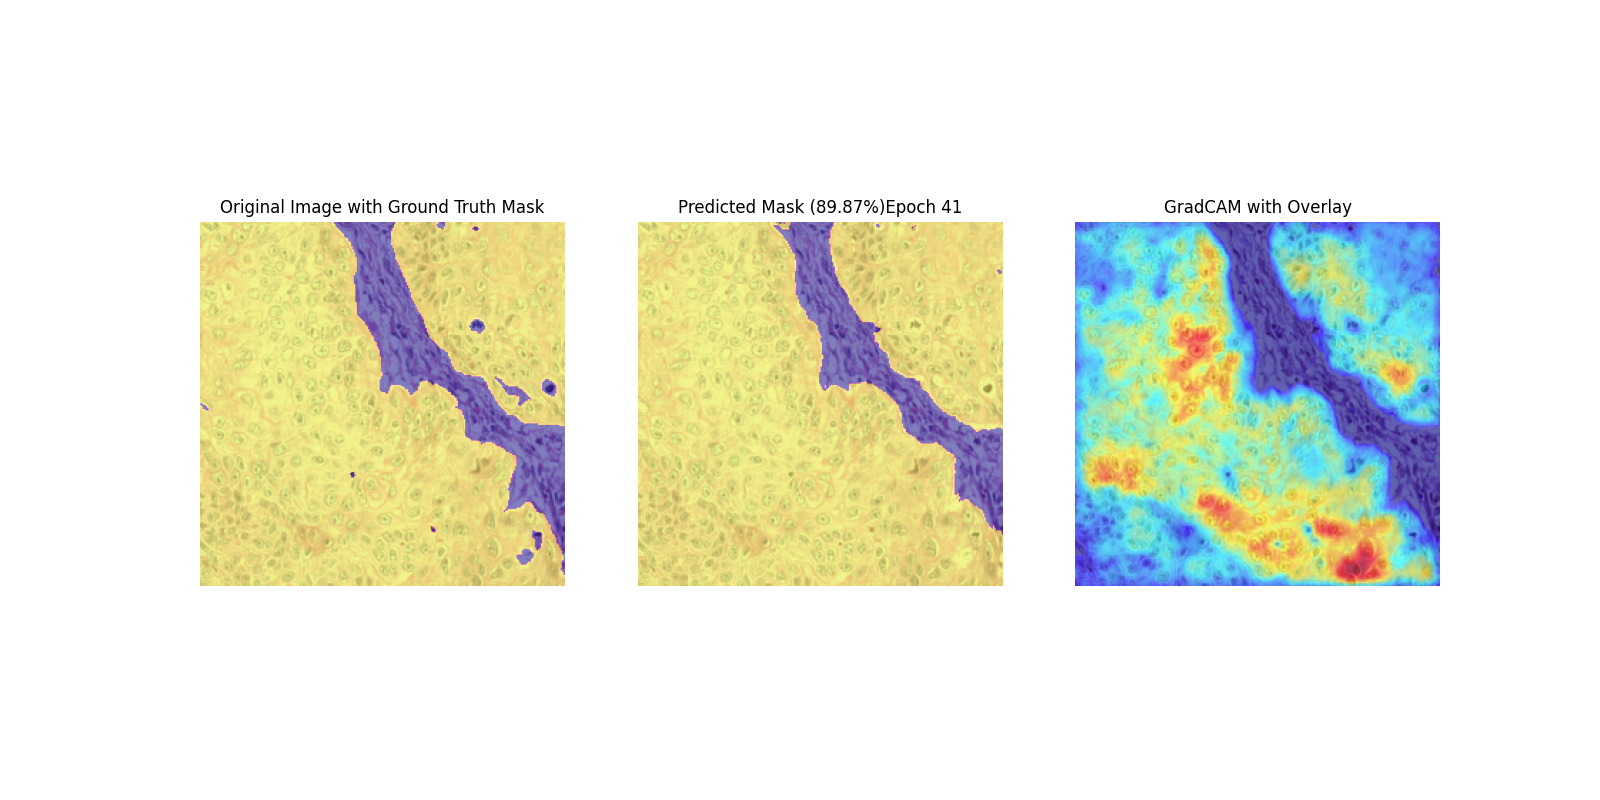 Original Image with Ground Truth Mask
Predicted Mask (89.87%)Epoch 41
GradCAM with Overlay